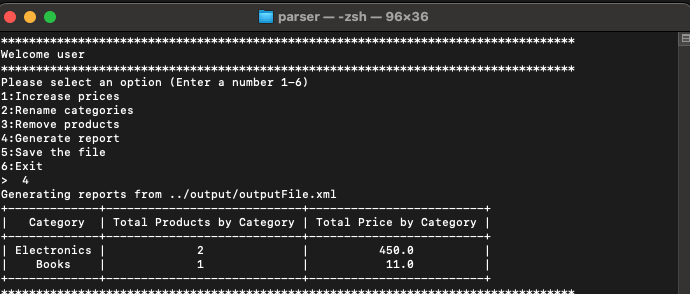 parser — -zsh — 96×36
**********************************************************************************
Welcome user
**********************************************************************************
Please select an option (Enter a number 1-6)
1:Increase prices
2:Rename categories
3:Remove products
4:Generate report
5:Save the file
6:Exit
>  4
Generating reports from ../output/outputFile.xml
+-------------+----------------------------+-------------------------+
|   Category  | Total Products by Category | Total Price by Category |
+-------------+----------------------------+-------------------------+
| Electronics |             2              |          450.0          |
|    Books    |             1              |           11.0          |
+-------------+----------------------------+-------------------------+
**********************************************************************************